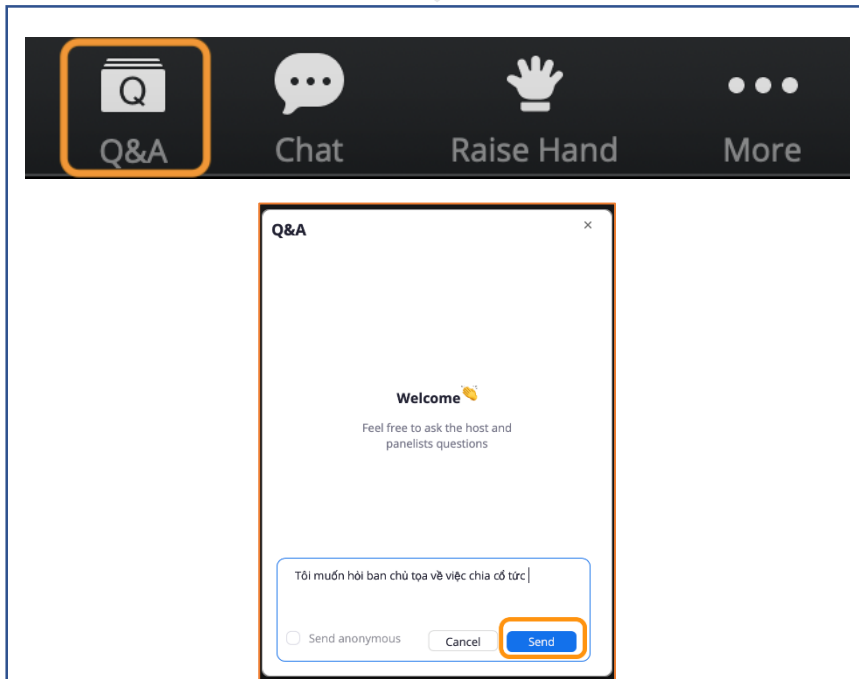 Q
Q&A Chat Raise Hand More
Q&A
Welcome
Feel free to ask the host and
panelists questions
Tôi muốn hỏi ban chủ tọa về việc chia cổ tức
Send anonymous Cancel Send